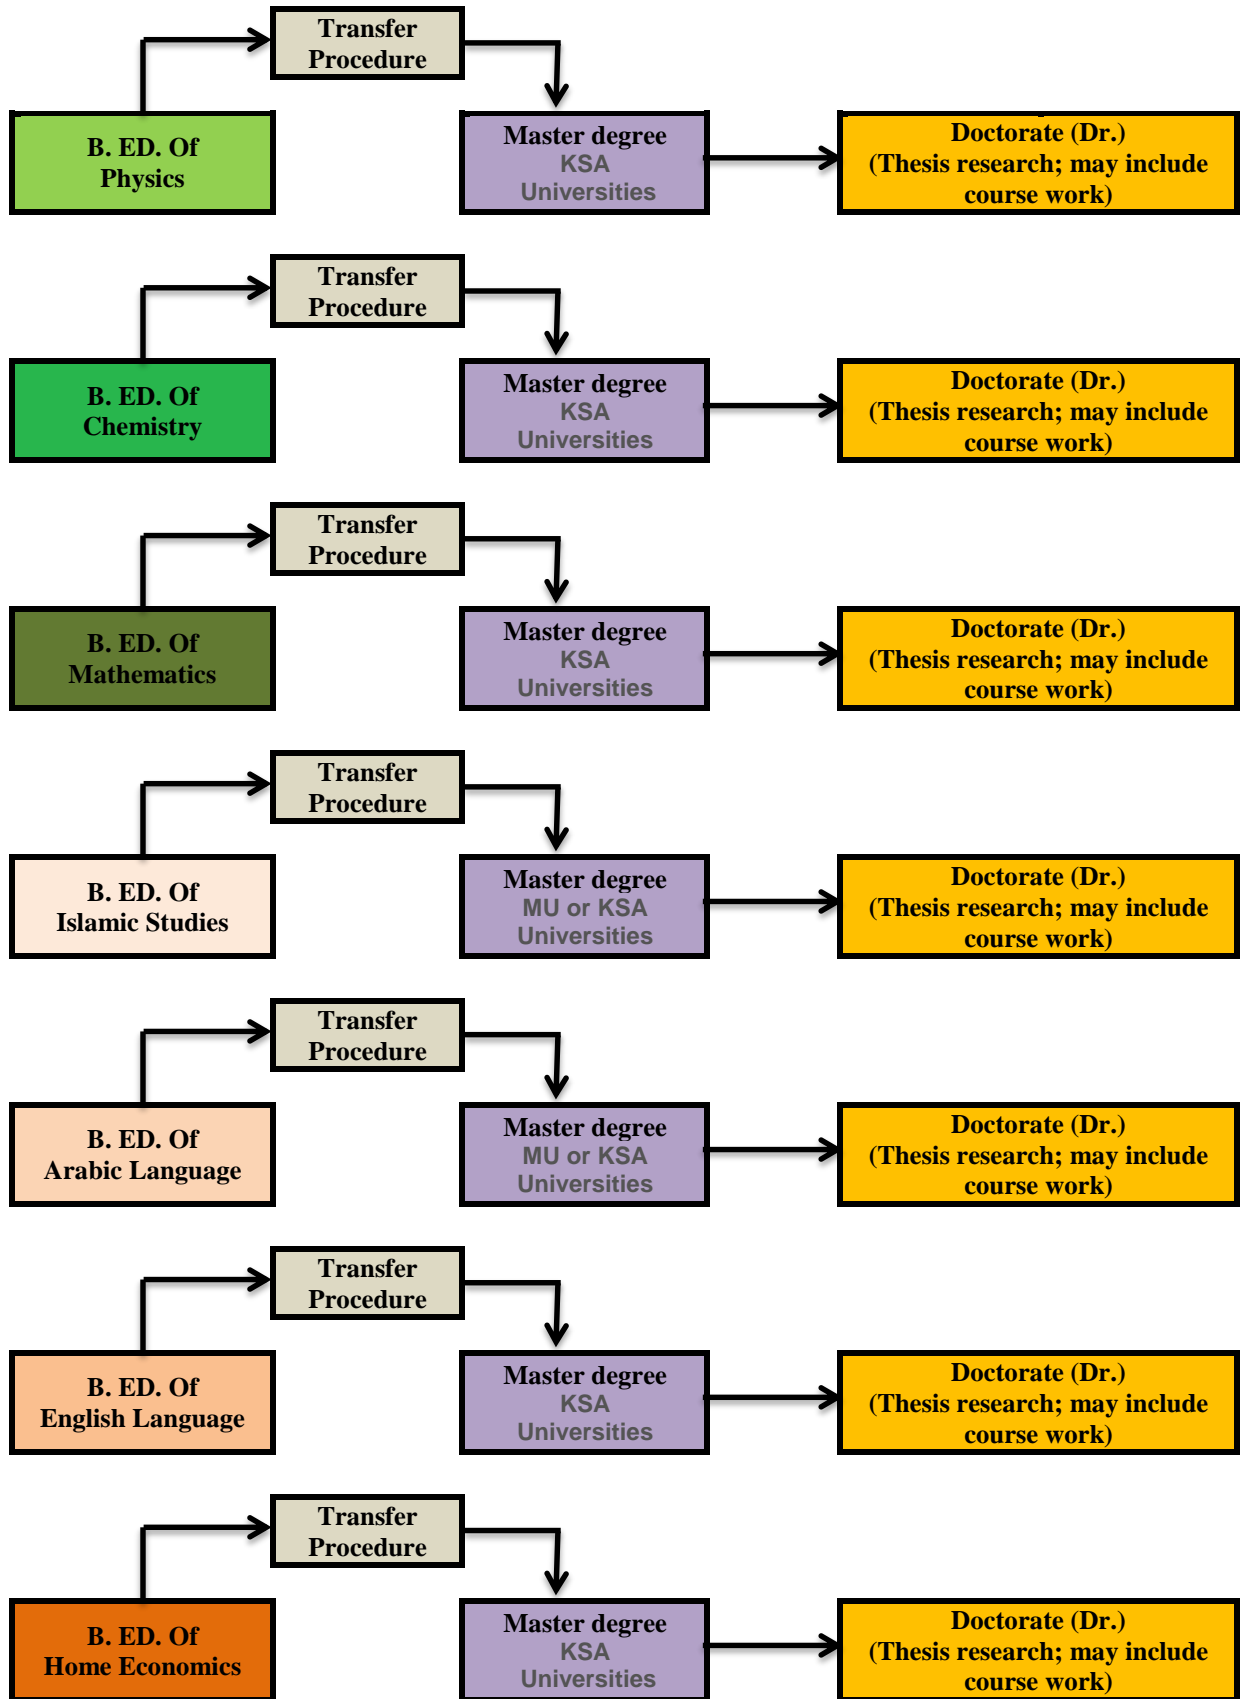 Transfer
Procedure
B. ED. Of
Physics
Master degree
KSA
Universities
Doctorate (Dr.)
(Thesis research; may include
course work)
Transfer
Procedure
B. ED. Of
Chemistry
Master degree
KSA
Universities
Doctorate (Dr.)
(Thesis research; may include
course work)
Transfer
Procedure
B. ED. Of
Mathematics
Master degree
KSA
Universities
Doctorate (Dr.)
(Thesis research; may include
course work)
Transfer
Procedure
B. ED. Of
Islamic Studies
Master degree
MU or KSA
Universities
Doctorate (Dr.)
(Thesis research; may include
course work)
Transfer
Procedure
B. ED. Of
Arabic Language
Master degree
MU or KSA
Universities
Doctorate (Dr.)
(Thesis research; may include
course work)
Transfer
Procedure
B. ED. Of
English Language
Master degree
KSA
Universities
Doctorate (Dr.)
(Thesis research; may include
course work)
Transfer
Procedure
B. ED. Of
Home Economics
Master degree
KSA
Universities
Doctorate (Dr.)
(Thesis research; may include
course work)